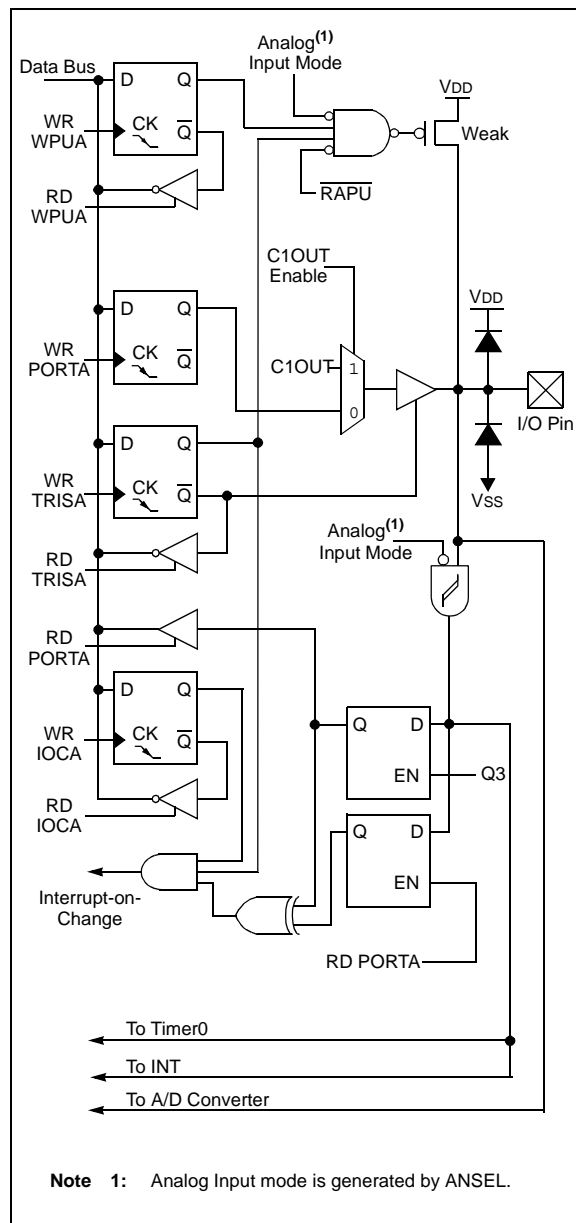 Analog(1)
Input Mode
Data Bus
D Q
VDD
WR
WPUA
CK Q
Weak
RD
WPUA
RAPU
C1OUT
Enable
D Q
VDD
WR
PORTA
CK Q
C1OUT
1
0
I/O Pin
D Q
WR
TRISA
CK Q
VSS
Analog(1)
Input Mode
RD
TRISA
RD
PORTA
D Q
Q D
WR
IOCA
CK Q
EN
Q3
RD
IOCA
Q D
EN
Interrupt-on-
Change
RD PORTA
To Timer0
To INT
To A/D Converter
Note 1: Analog Input mode is generated by ANSEL.